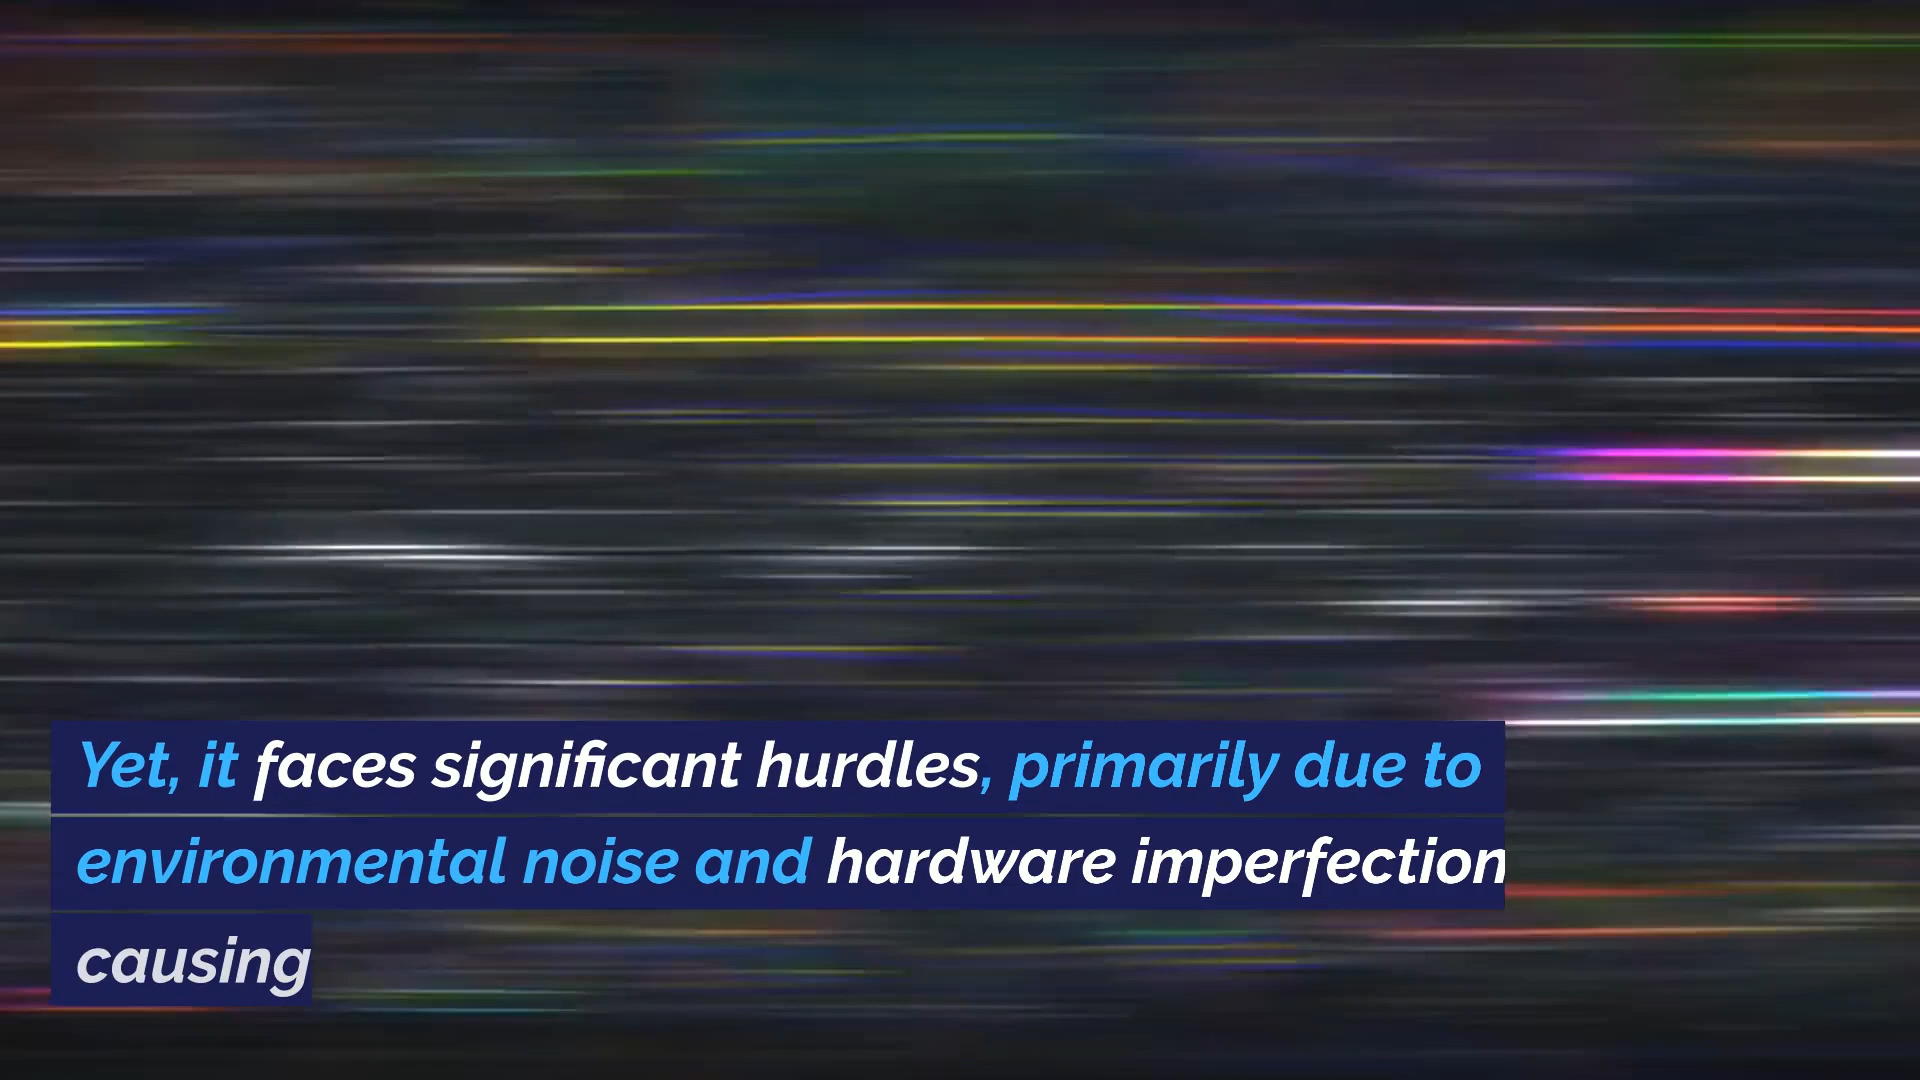 Yet, it faces significant hurdles, primarily due to
environmental noise and hardware imperfection
causing